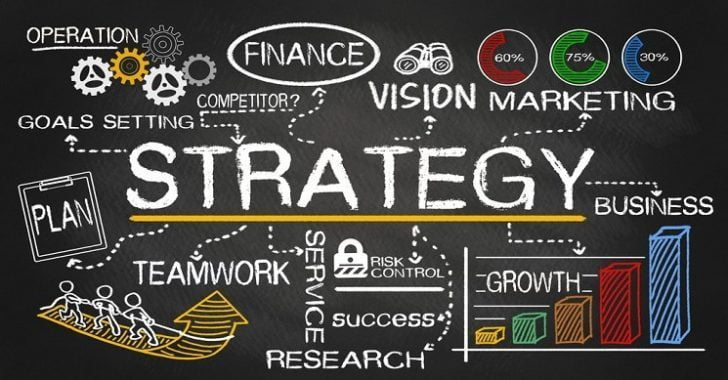 OPERATION
FINANCE
60%
75%
30%
COMPETITOR?
VISION
MARKETING
GOALS SETTING
STRATEGY
PLAN
BUSINESS
TEAMWORK
SERVICE
RISK
CONTROL
GROWTH
success
RESEARCH